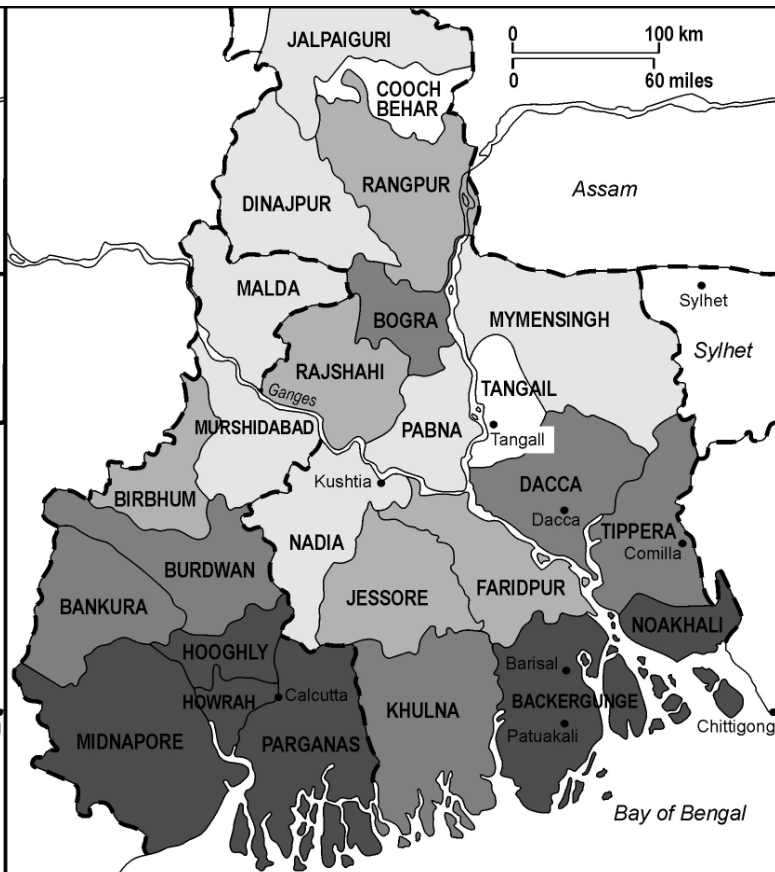 JALPAIGURI
0 100 km
0 60 miles
COOCH
BEHAR
RANGPUR
Assam
DINAJPUR
MALDA
Sylhet
BOGRA
MYMENSINGH
Sylhet
RAJSHAHI
TANGAIL
Ganges
MURSHIDABAD
PABNA
Tangall
Kushtia
DACCA
BIRBHUM
Dacca
TIPPERA
NADIA
Comilla
BURDWAN
BANKURA
JESSORE
FARIDPUR
NOAKHALI
HOOGHLY
Barisal
HOWRAH
Calcutta
BACKERGUNGE
KHULNA
Patuakali
Chittigong
MIDNAPORE
PARGANAS
Bay of Bengal